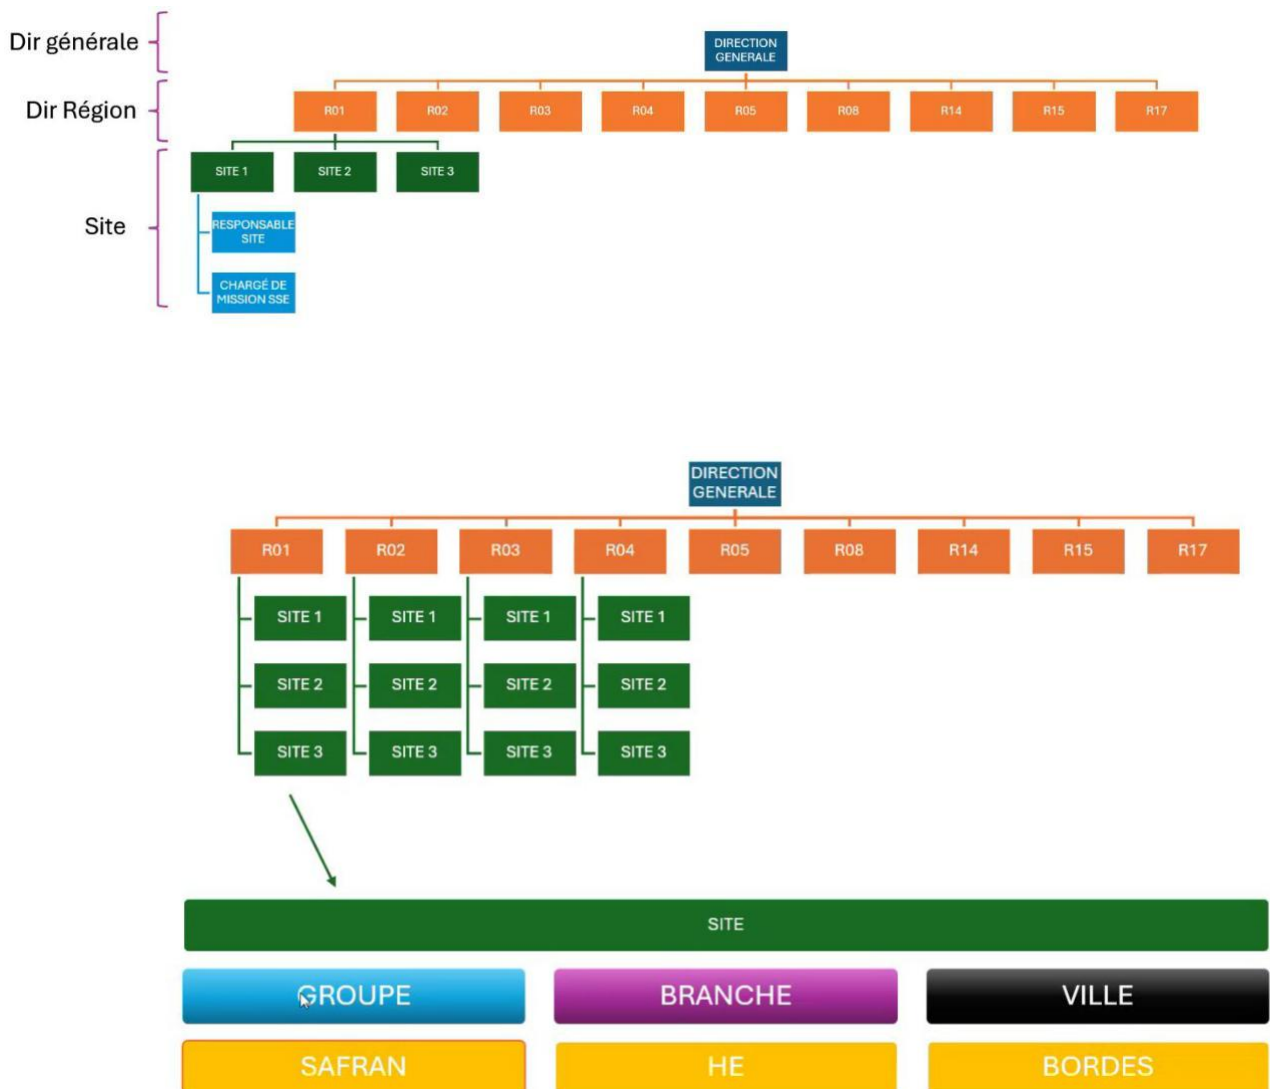 Dir générale
DIRECTION
GENERALE
Dir Région
R01 R02 R03 R04 R05 R08 R14 R15 R17
SITE 1 SITE 2 SITE 3
Site
RESPONSABLE
SITE
CHARGÉ DE
MISSION SSE
DIRECTION
GENERALE
R01 R02 R03 R04 R05 R08 R14 R15 R17
SITE 1 SITE 1 SITE 1 SITE 1
SITE 2 SITE 2 SITE 2 SITE 2
SITE 3 SITE 3 SITE 3 SITE 3
SITE
GROUPE BRANCHE VILLE
SAFRAN HE BORDES